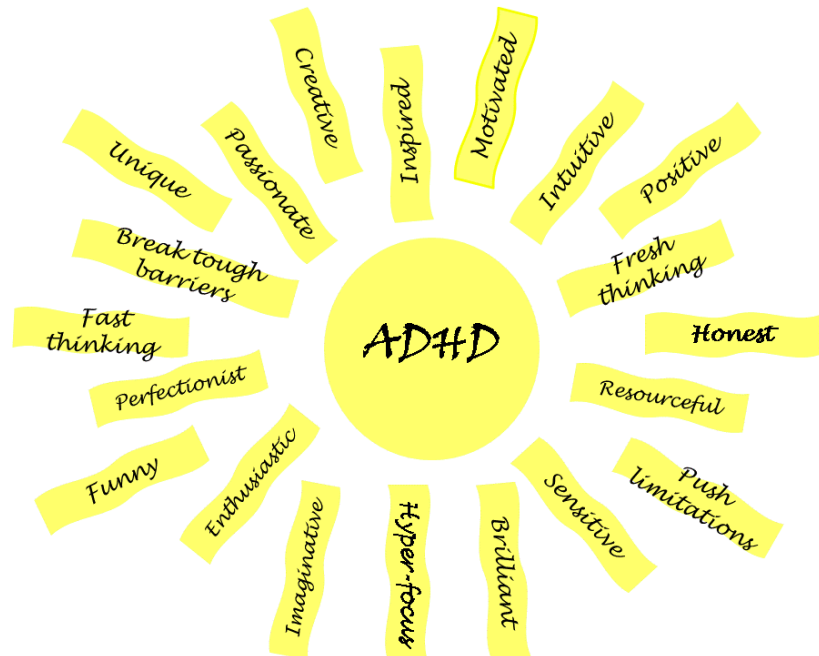 Creative
Inspired
Motivated
Intuitive
Positive
Unique
Passionate
Break tough
barriers
Fresh
thinking
Fast
thinking
ADHD
Honest
Perfectionist
Resourceful
Funny
Enthusiastic
Imaginative
Hyper-focus
Brilliant
Sensitive
Push
limitations